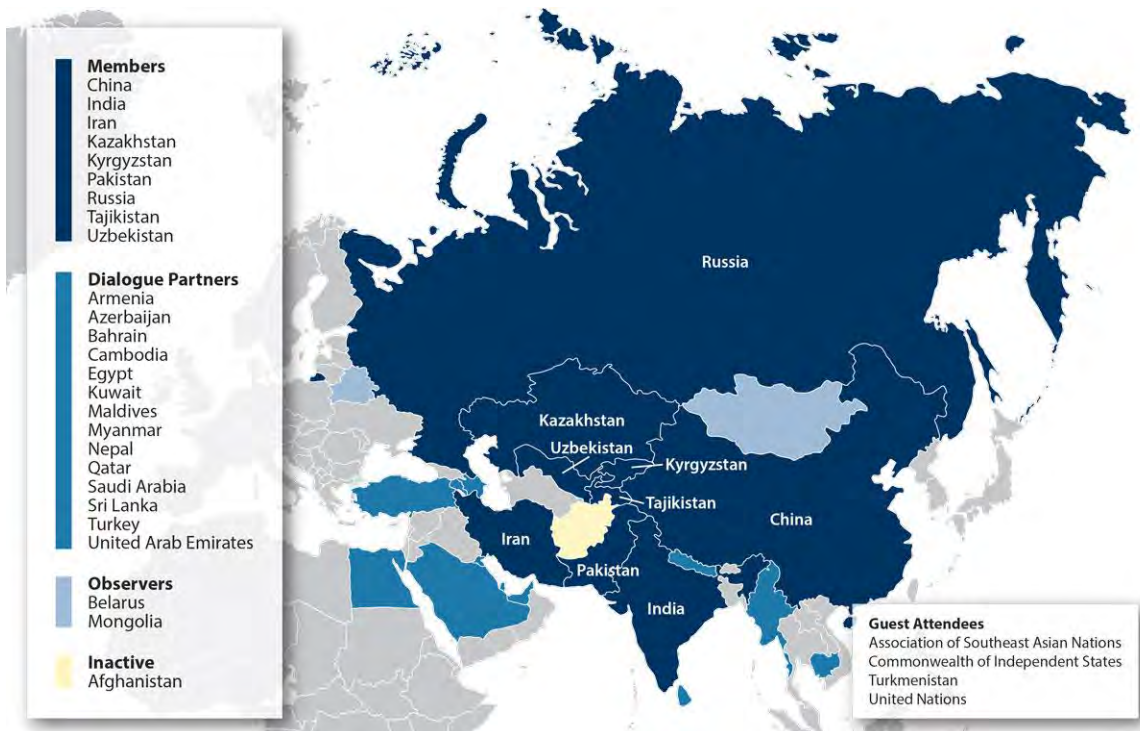 Members
China
India
Iran
Kazakhstan
Kyrgyzstan
Pakistan
Russia
Tajikistan
Uzbekistan
Dialogue Partners
Armenia
Azerbaijan
Bahrain
Cambodia
Egypt
Kuwait
Maldives
Myanmar
Nepal
Qatar
Saudi Arabia
Sri Lanka
Turkey
United Arab Emirates
Observers
Belarus
Mongolia
Inactive
Afghanistan
Russia
Kazakhstan
Uzbekistan
Kyrgyzstan
Tajikistan
China
Iran
Pakistan
India
Guest Attendees
Association of Southeast Asian Nations
Commonwealth of Independent States
Turkmenistan
United Nations